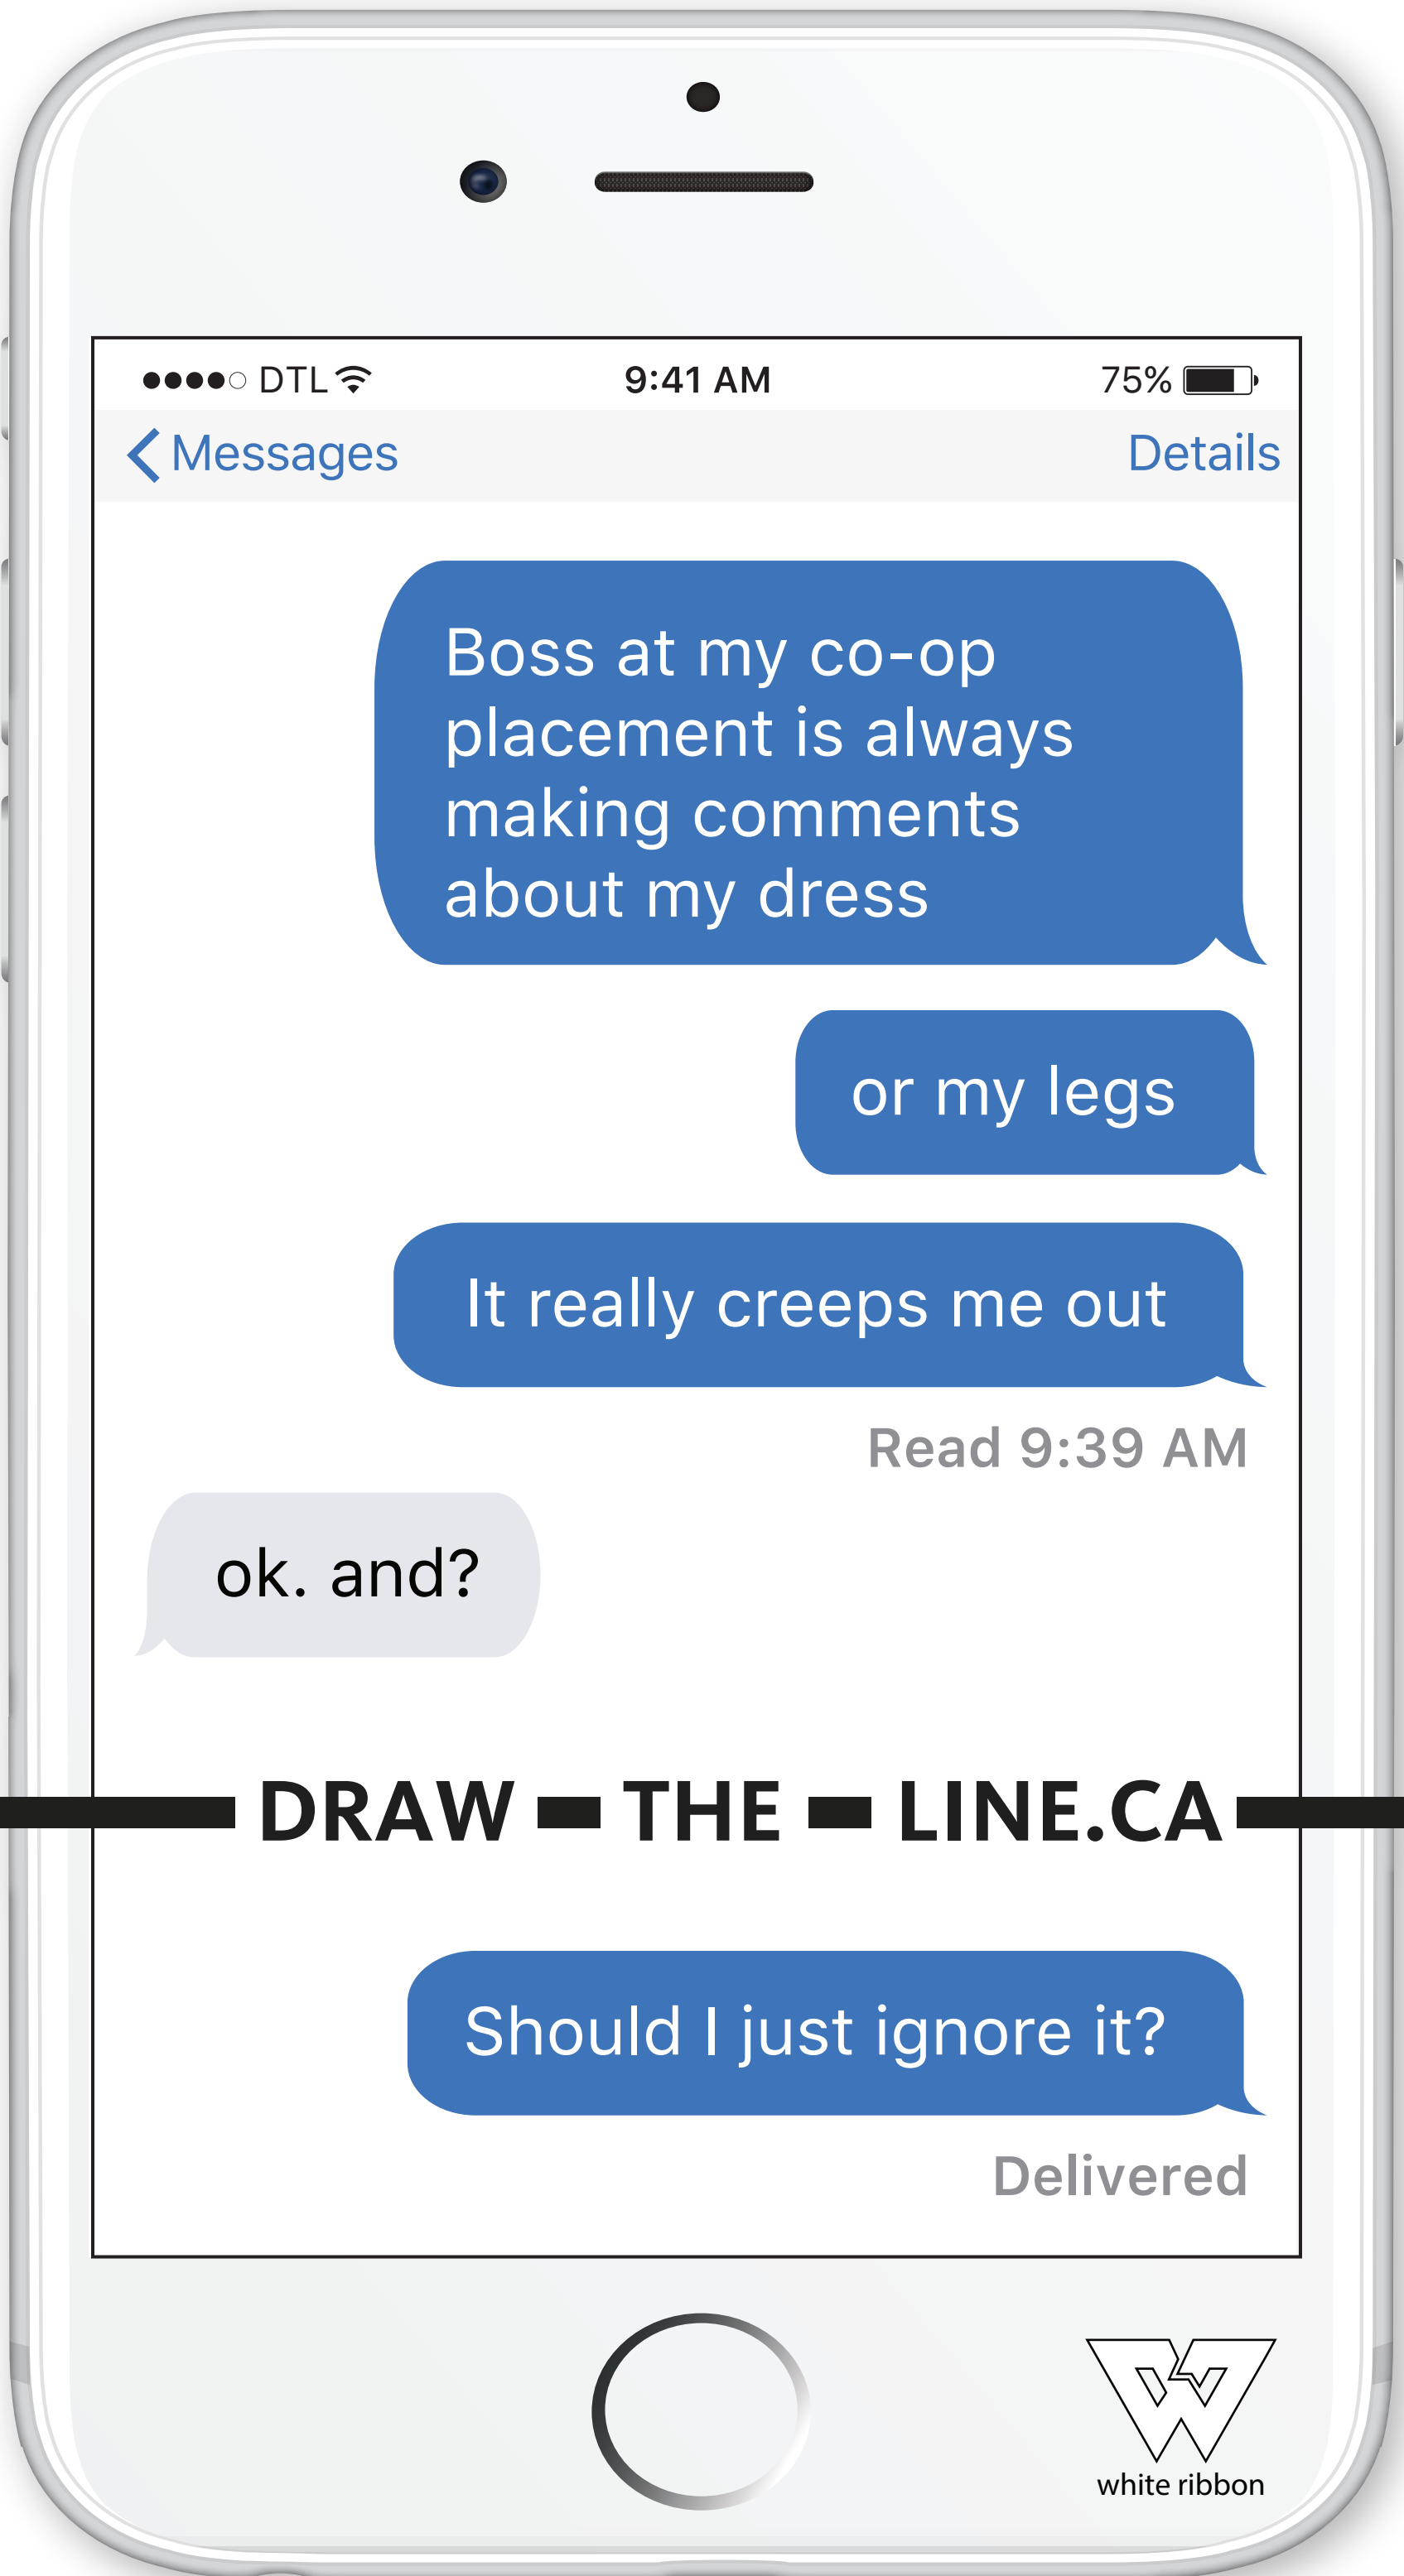 DTL 9:41 AM 75%
Messages Details
Boss at my co-op
placement is always
making comments
about my dress
or my legs
It really creeps me out
Read 9:39 AM
ok. and?
DRAW - THE - LINE.CA
Should I just ignore it?
Delivered
white ribbon